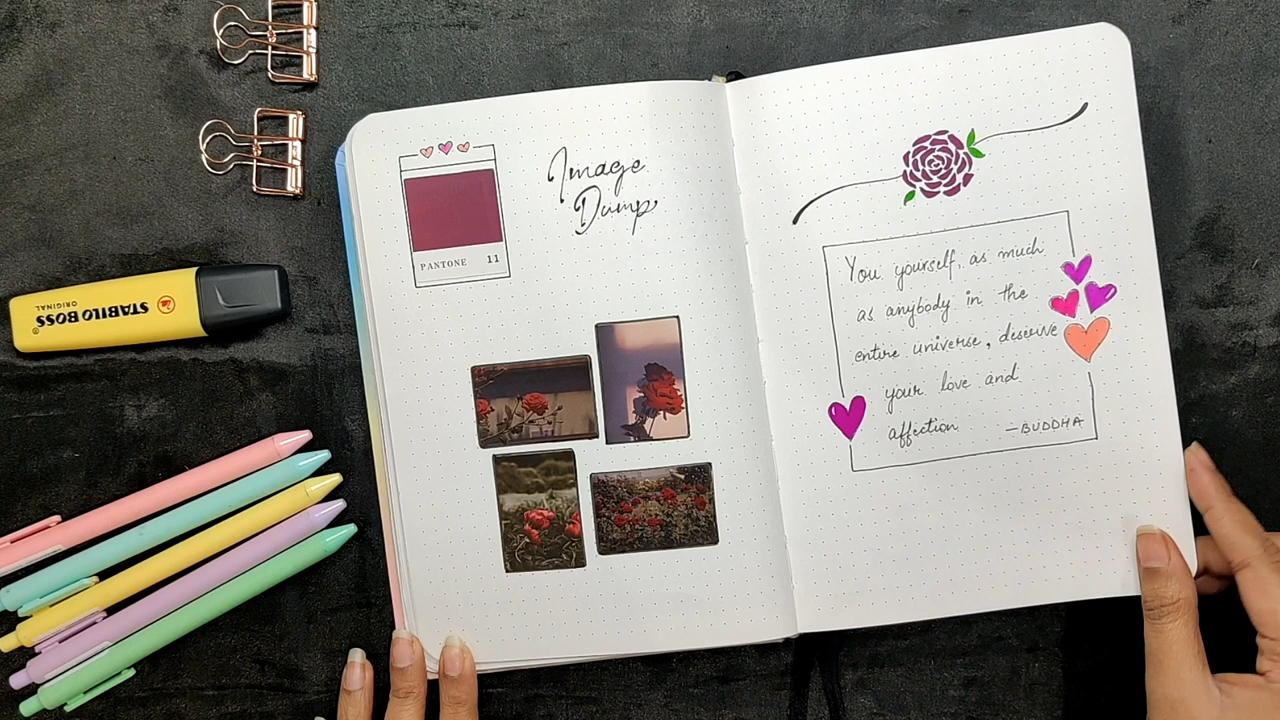 STABILO BOSS
ORIGINAL
PANTONE 11
Image
Dump
You yourself, as much
as anybody in the
entire universe, deserve
your love and
affection —BUDDHA